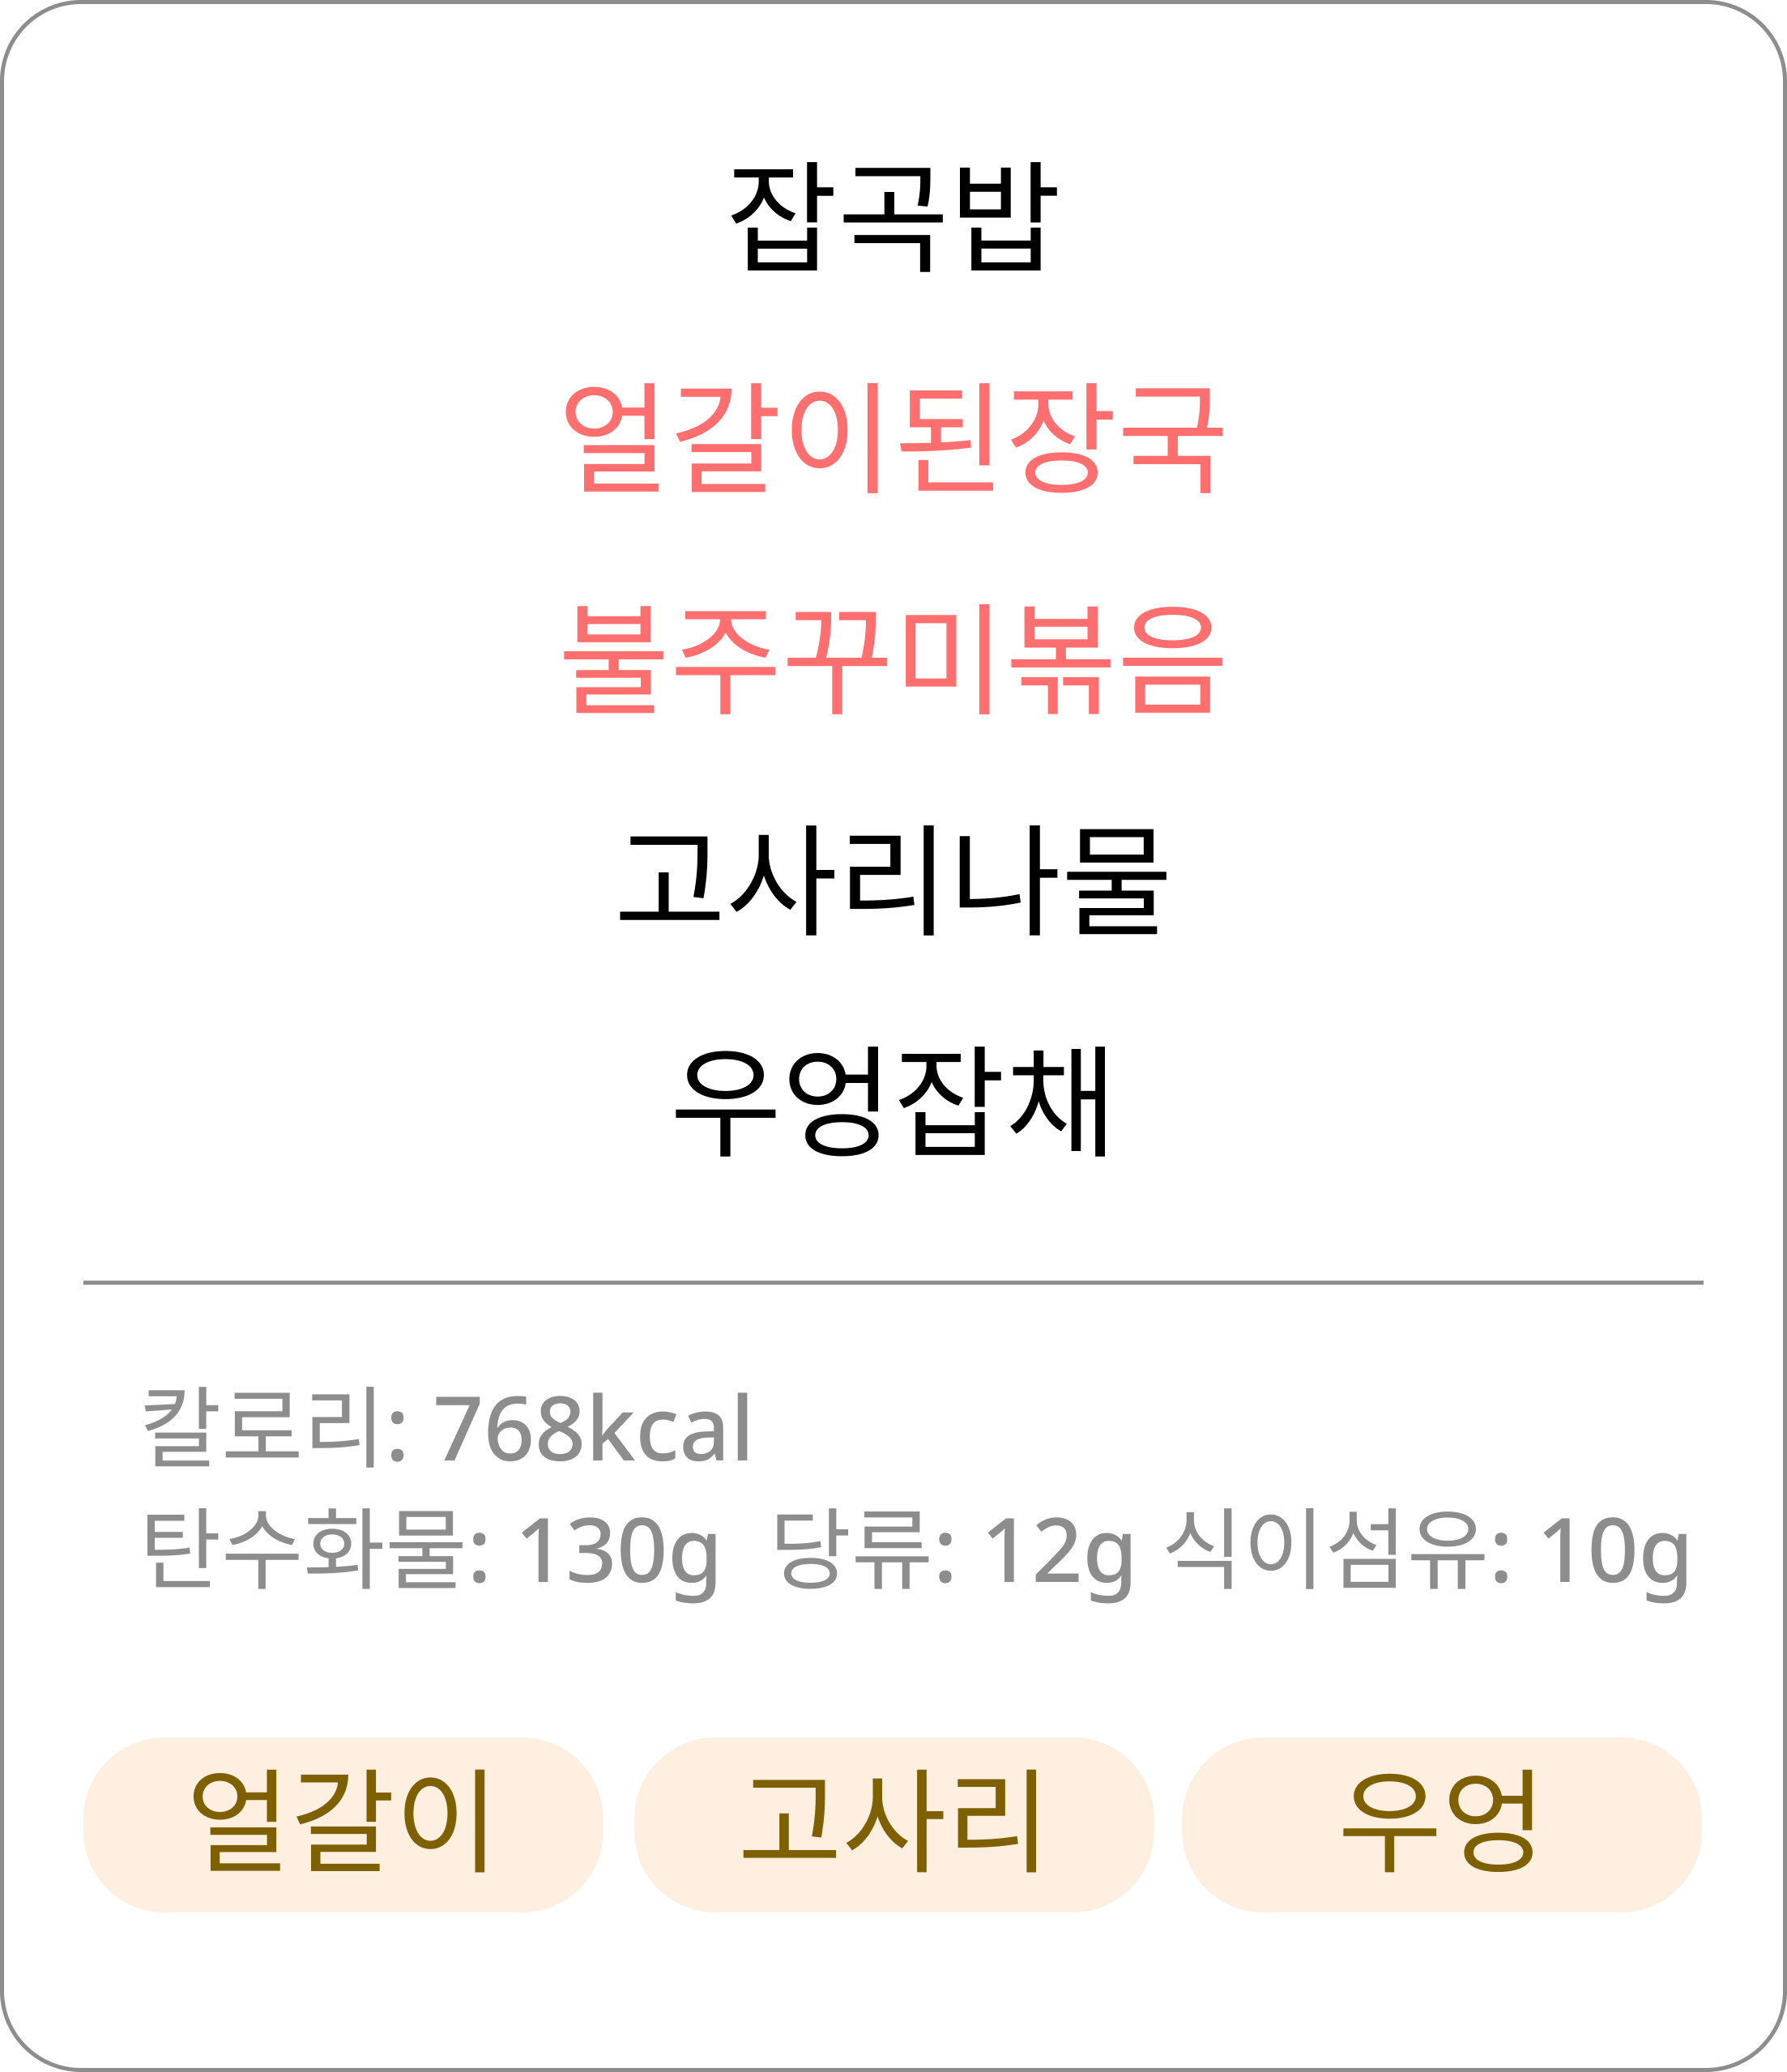 잡곡밥
얼갈이된장국
불주꾸미볶음
고사리나물
우엉잡채
칼로리: 768kcal
탄수화물: 130g 당류: 12g 식이섬유: 10g
얼갈이 고사리 우엉